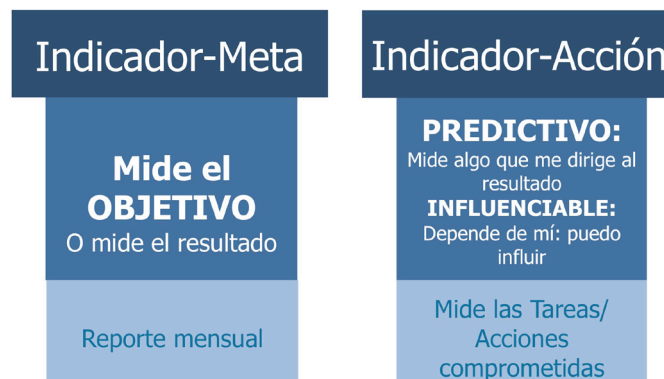 Indicador-Meta
Mide el
OBJETIVO
O mide el resultado
Reporte mensual
Indicador-Acción
PREDICTIVO:
Mide algo que me dirige al
resultado
INFLUENCIABLE:
Depende de mí: puedo
influir
Mide las Tareas/
Acciones
comprometidas